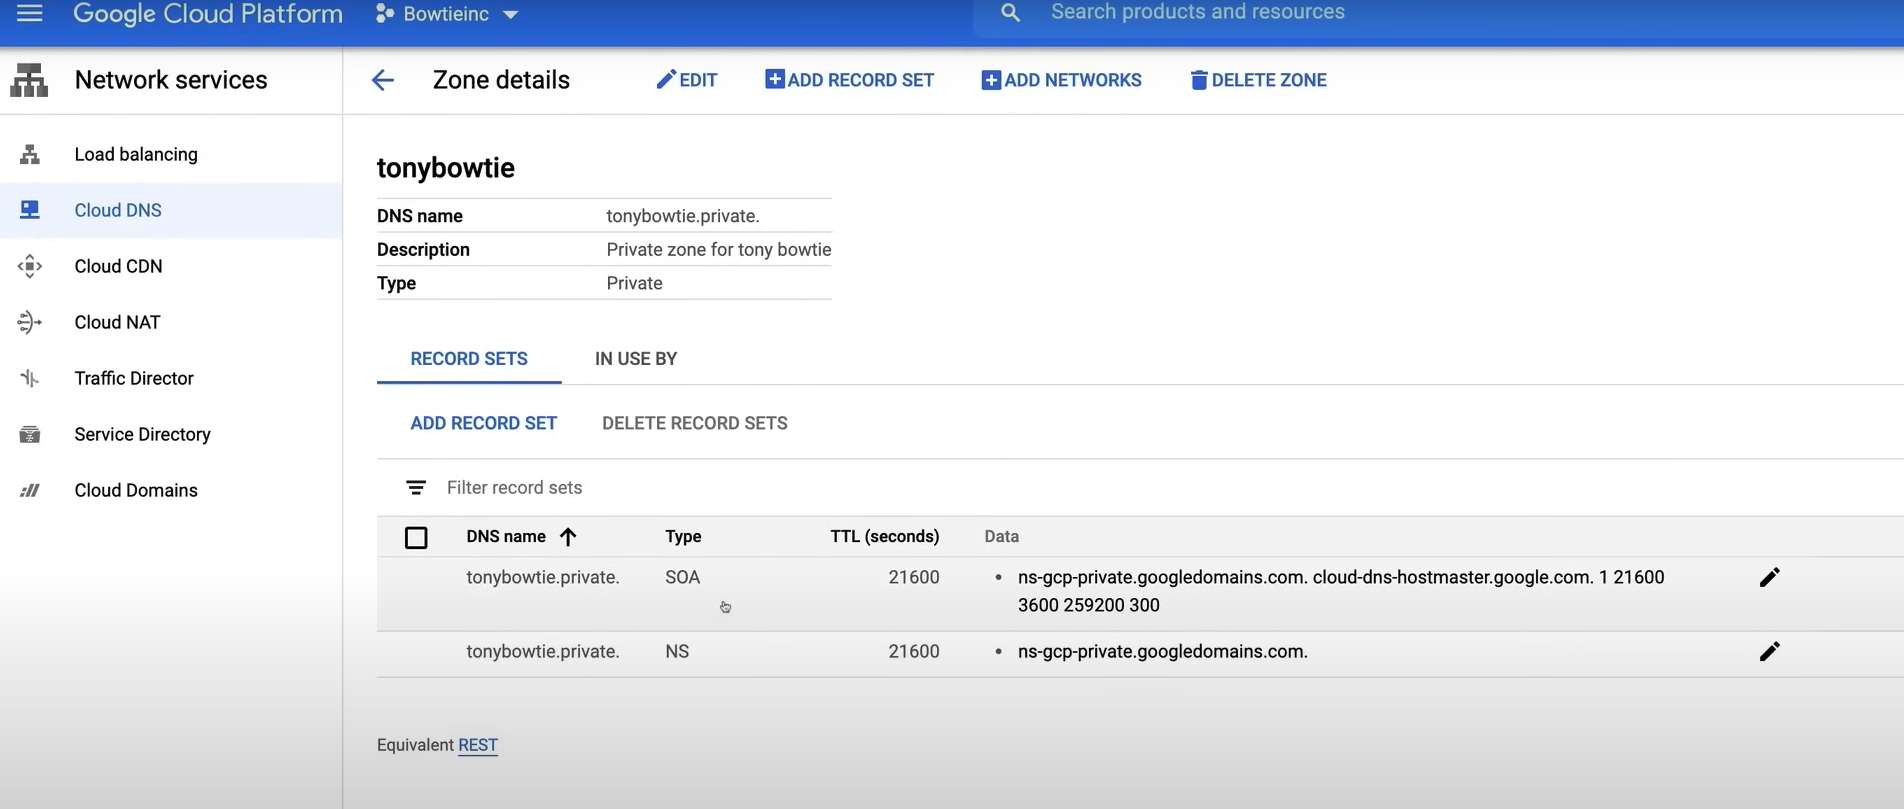 Google Cloud Platform
Bowtieinc
Search products and resources
Network services
Zone details
EDIT
ADD RECORD SET
ADD NETWORKS
DELETE ZONE
Load balancing
Cloud DNS
Cloud CDN
Cloud NAT
Traffic Director
Service Directory
Cloud Domains
tonybowtie
DNS name tonybowtie.private.
Description Private zone for tony bowtie
Type Private
RECORD SETS IN USE BY
ADD RECORD SET DELETE RECORD SETS
Filter record sets
DNS name Type TTL (seconds) Data
tonybowtie.private. SOA 21600 • ns-gcp-private.googledomains.com. cloud-dns-hostmaster.google.com. 1 21600
3600 259200 300
tonybowtie.private. NS 21600 • ns-gcp-private.googledomains.com.
Equivalent REST